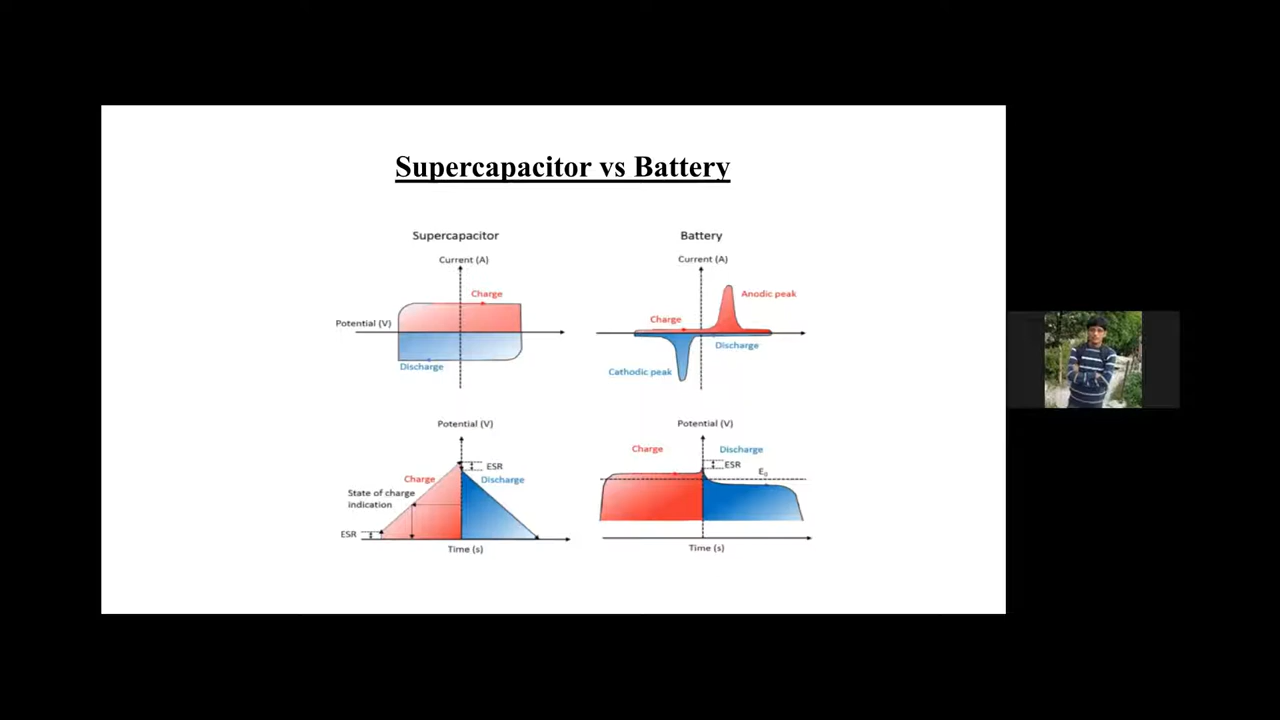 Supercapacitor vs Battery
Supercapacitor
Current (A)
Charge
Potential (V)
Discharge
Battery
Current (A)
Anodic peak
Charge
Discharge
Cathodic peak
Potential (V)
ESR
Charge
Discharge
State of charge
indication
ESR
Time (s)
Potential (V)
Charge
Discharge
ESR
Time (s)